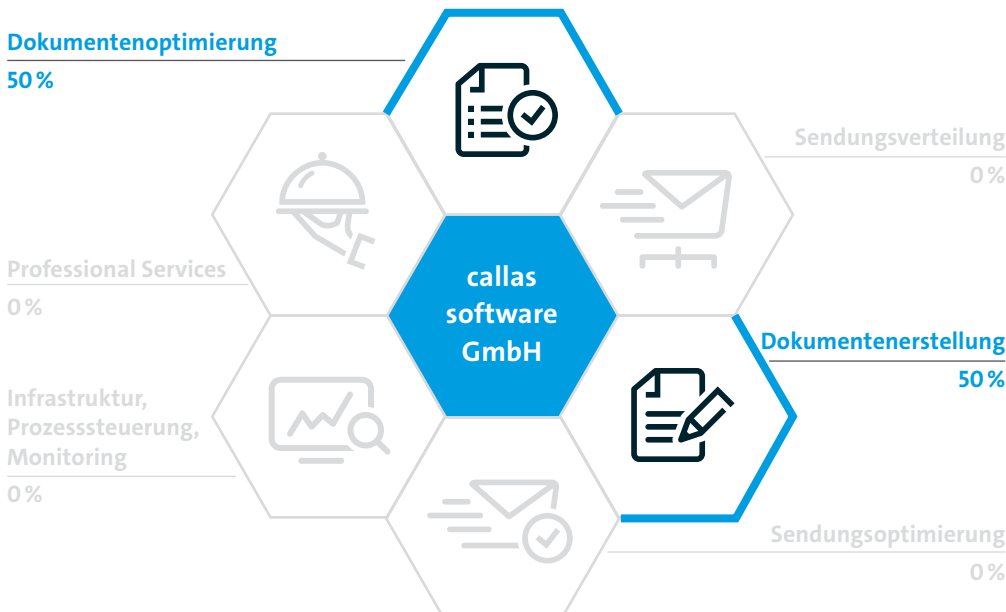 Dokumentenoptimierung
50 %
Sendungsverteilung
0 %
Professional Services
0 %
callas
software
GmbH
Dokumentenerstellung
50 %
Infrastruktur,
Prozesssteuerung,
Monitoring
0 %
Sendungsoptimierung
0 %